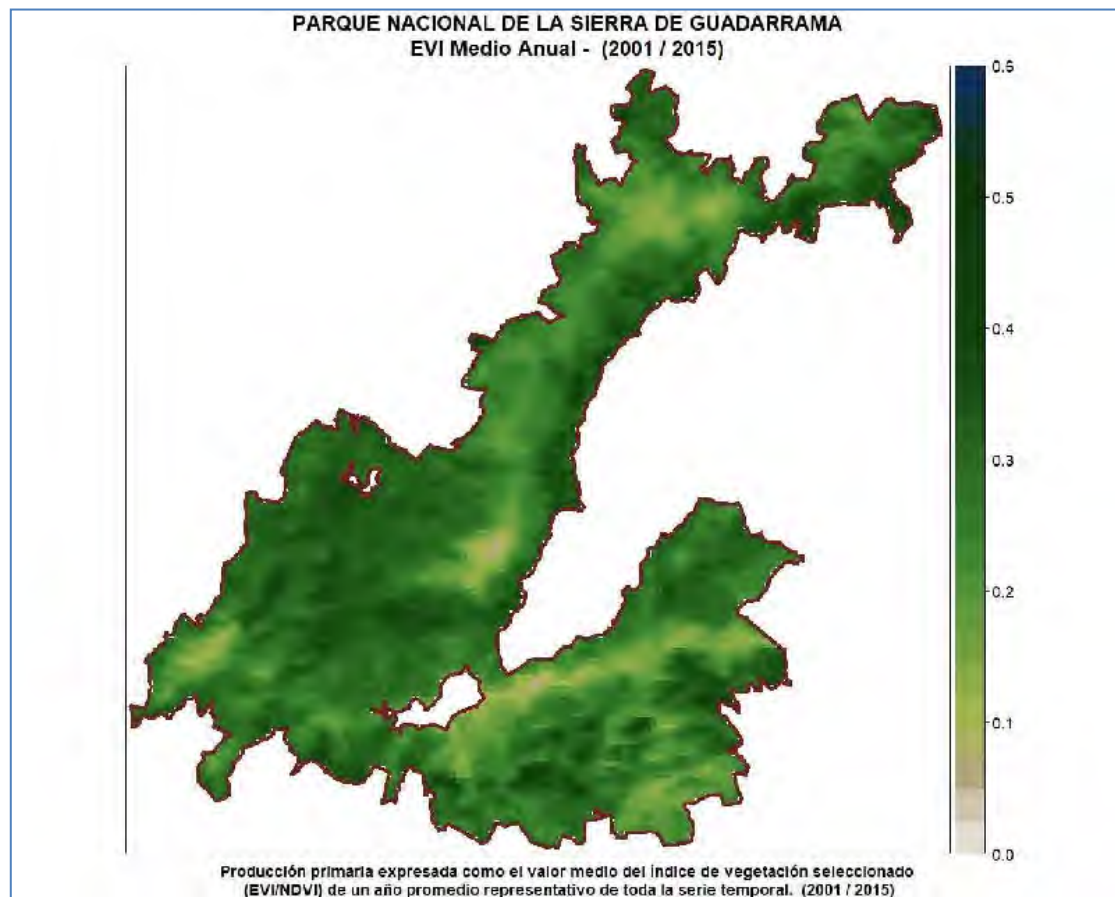 PARQUE NACIONAL DE LA SIERRA DE GUADARRAMA
EVI Medio Anual - (2001 / 2015)
0.6
0.5
0.4
0.3
0.2
0.1
0.0
Producción primaria expresada como el valor medio del índice de vegetación seleccionado
(EVI/NDVI) de un año promedio representativo de toda la serie temporal. (2001 / 2015)